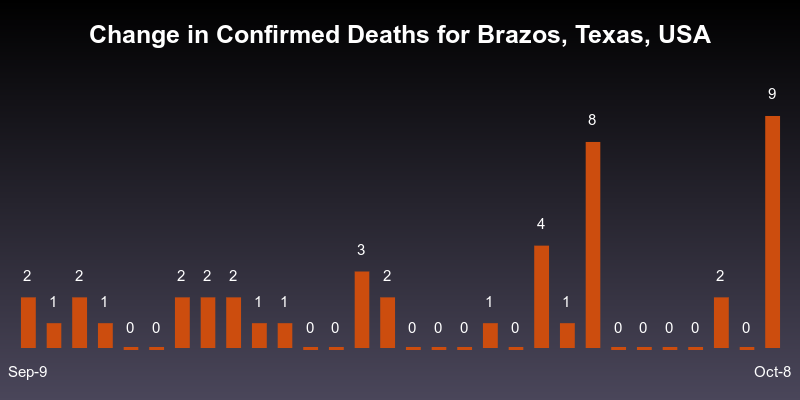 Change in Confirmed Deaths for Brazos, Texas, USA
2 1 2 1 0 0 2 2 2 1 1 0 0 3 2 0 0 0 1 0 4 1 8 0 0 0 0 2 0 9
Sep-9 Oct-8